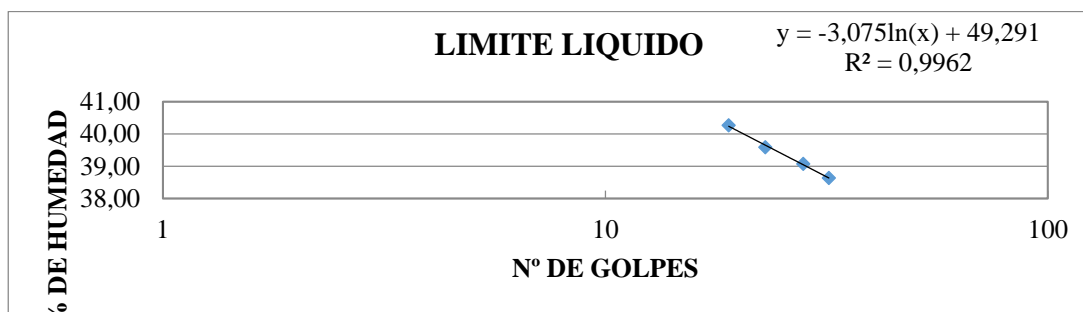 LIMITE LIQUIDO
y = -3,075ln(x) + 49,291
R² = 0,9962
% DE HUMEDAD
41,00
40,00
39,00
38,00
1
10
100
Nº DE GOLPES